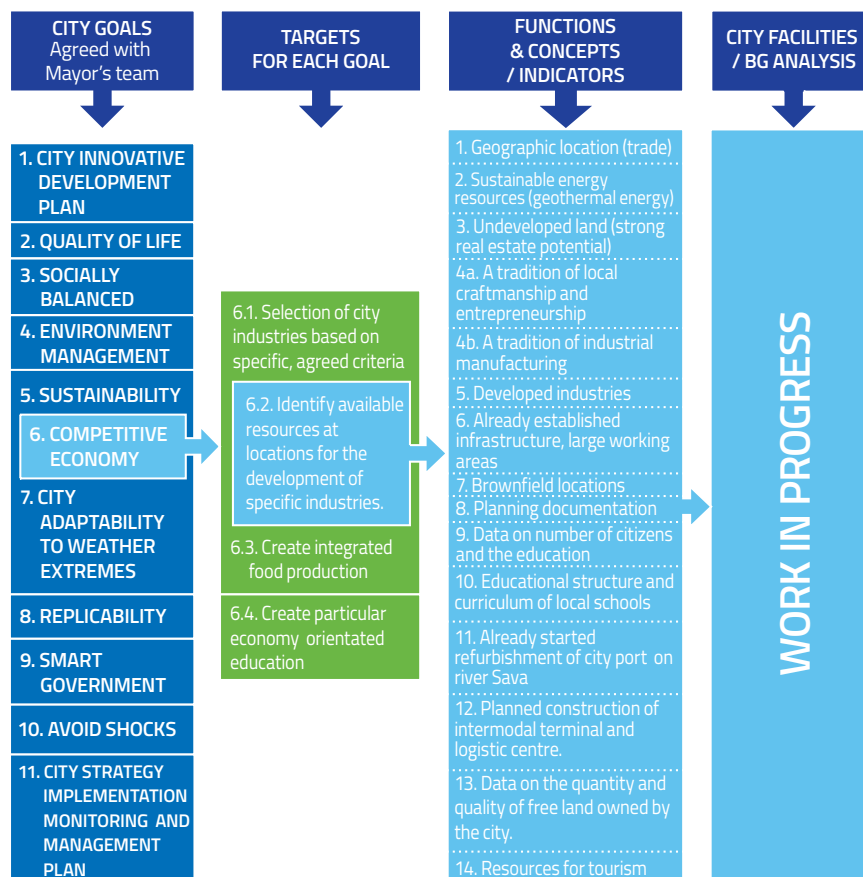 CITY GOALS
Agreed with
Mayor's team
TARGETS
FOR EACH GOAL
FUNCTIONS
& CONCEPTS
/ INDICATORS
CITY FACILITIES
/ BG ANALYSIS
1. CITY INNOVATIVE
DEVELOPMENT
PLAN
2. QUALITY OF LIFE
3. SOCIALLY
BALANCED
4. ENVIRONMENT
MANAGEMENT
5. SUSTAINABILITY
6. COMPETITIVE
ECONOMY
7. CITY
ADAPTABILITY
TO WEATHER
EXTREMES
8. REPLICABILITY
9. SMART
GOVERNMENT
10. AVOID SHOCKS
11. CITY STRATEGY
IMPLEMENTATION
MONITORING AND
MANAGEMENT
PLAN
6.1. Selection of city
industries based on
specific, agreed criteria
6.2. Identify available
resources at
locations for the
development of
specific industries.
6.3. Create integrated
food production
6.4. Create particular
economy orientated
education
1. Geographic location (trade)
2. Sustainable energy
resources (geothermal energy)
3. Undeveloped land (strong
real estate potential)
4a. A tradition of local
craftmanship and
entrepreneurship
4b. A tradition of industrial
manufacturing
5. Developed industries
6. Already established
infrastructure, large working
areas
7. Brownfield locations
8. Planning documentation
9. Data on number of citizens
and the education
10. Educational structure and
curriculum of local schools
11. Already started
refurbishment of city port on
river Sava
12. Planned construction of
intermodal terminal and
logistic centre.
13. Data on the quantity and
quality of free land owned by
the city.
14. Resources for tourism
WORK IN PROGRESS